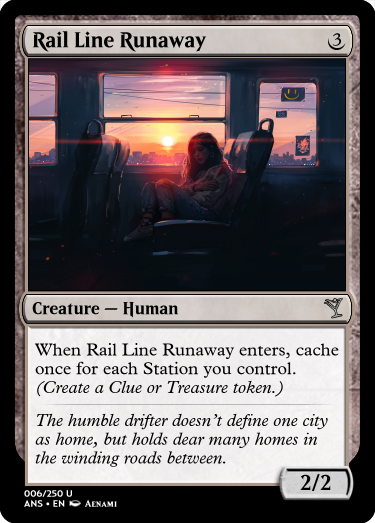 Rail Line Runaway 3
Creature — Human
When Rail Line Runaway enters, cache
once for each Station you control.
(Create a Clue or Treasure token.)
The humble drifter doesn't define one city
as home, but holds dear many homes in
the winding roads between.
2/2
006/250 U
ANS • EN Aenami